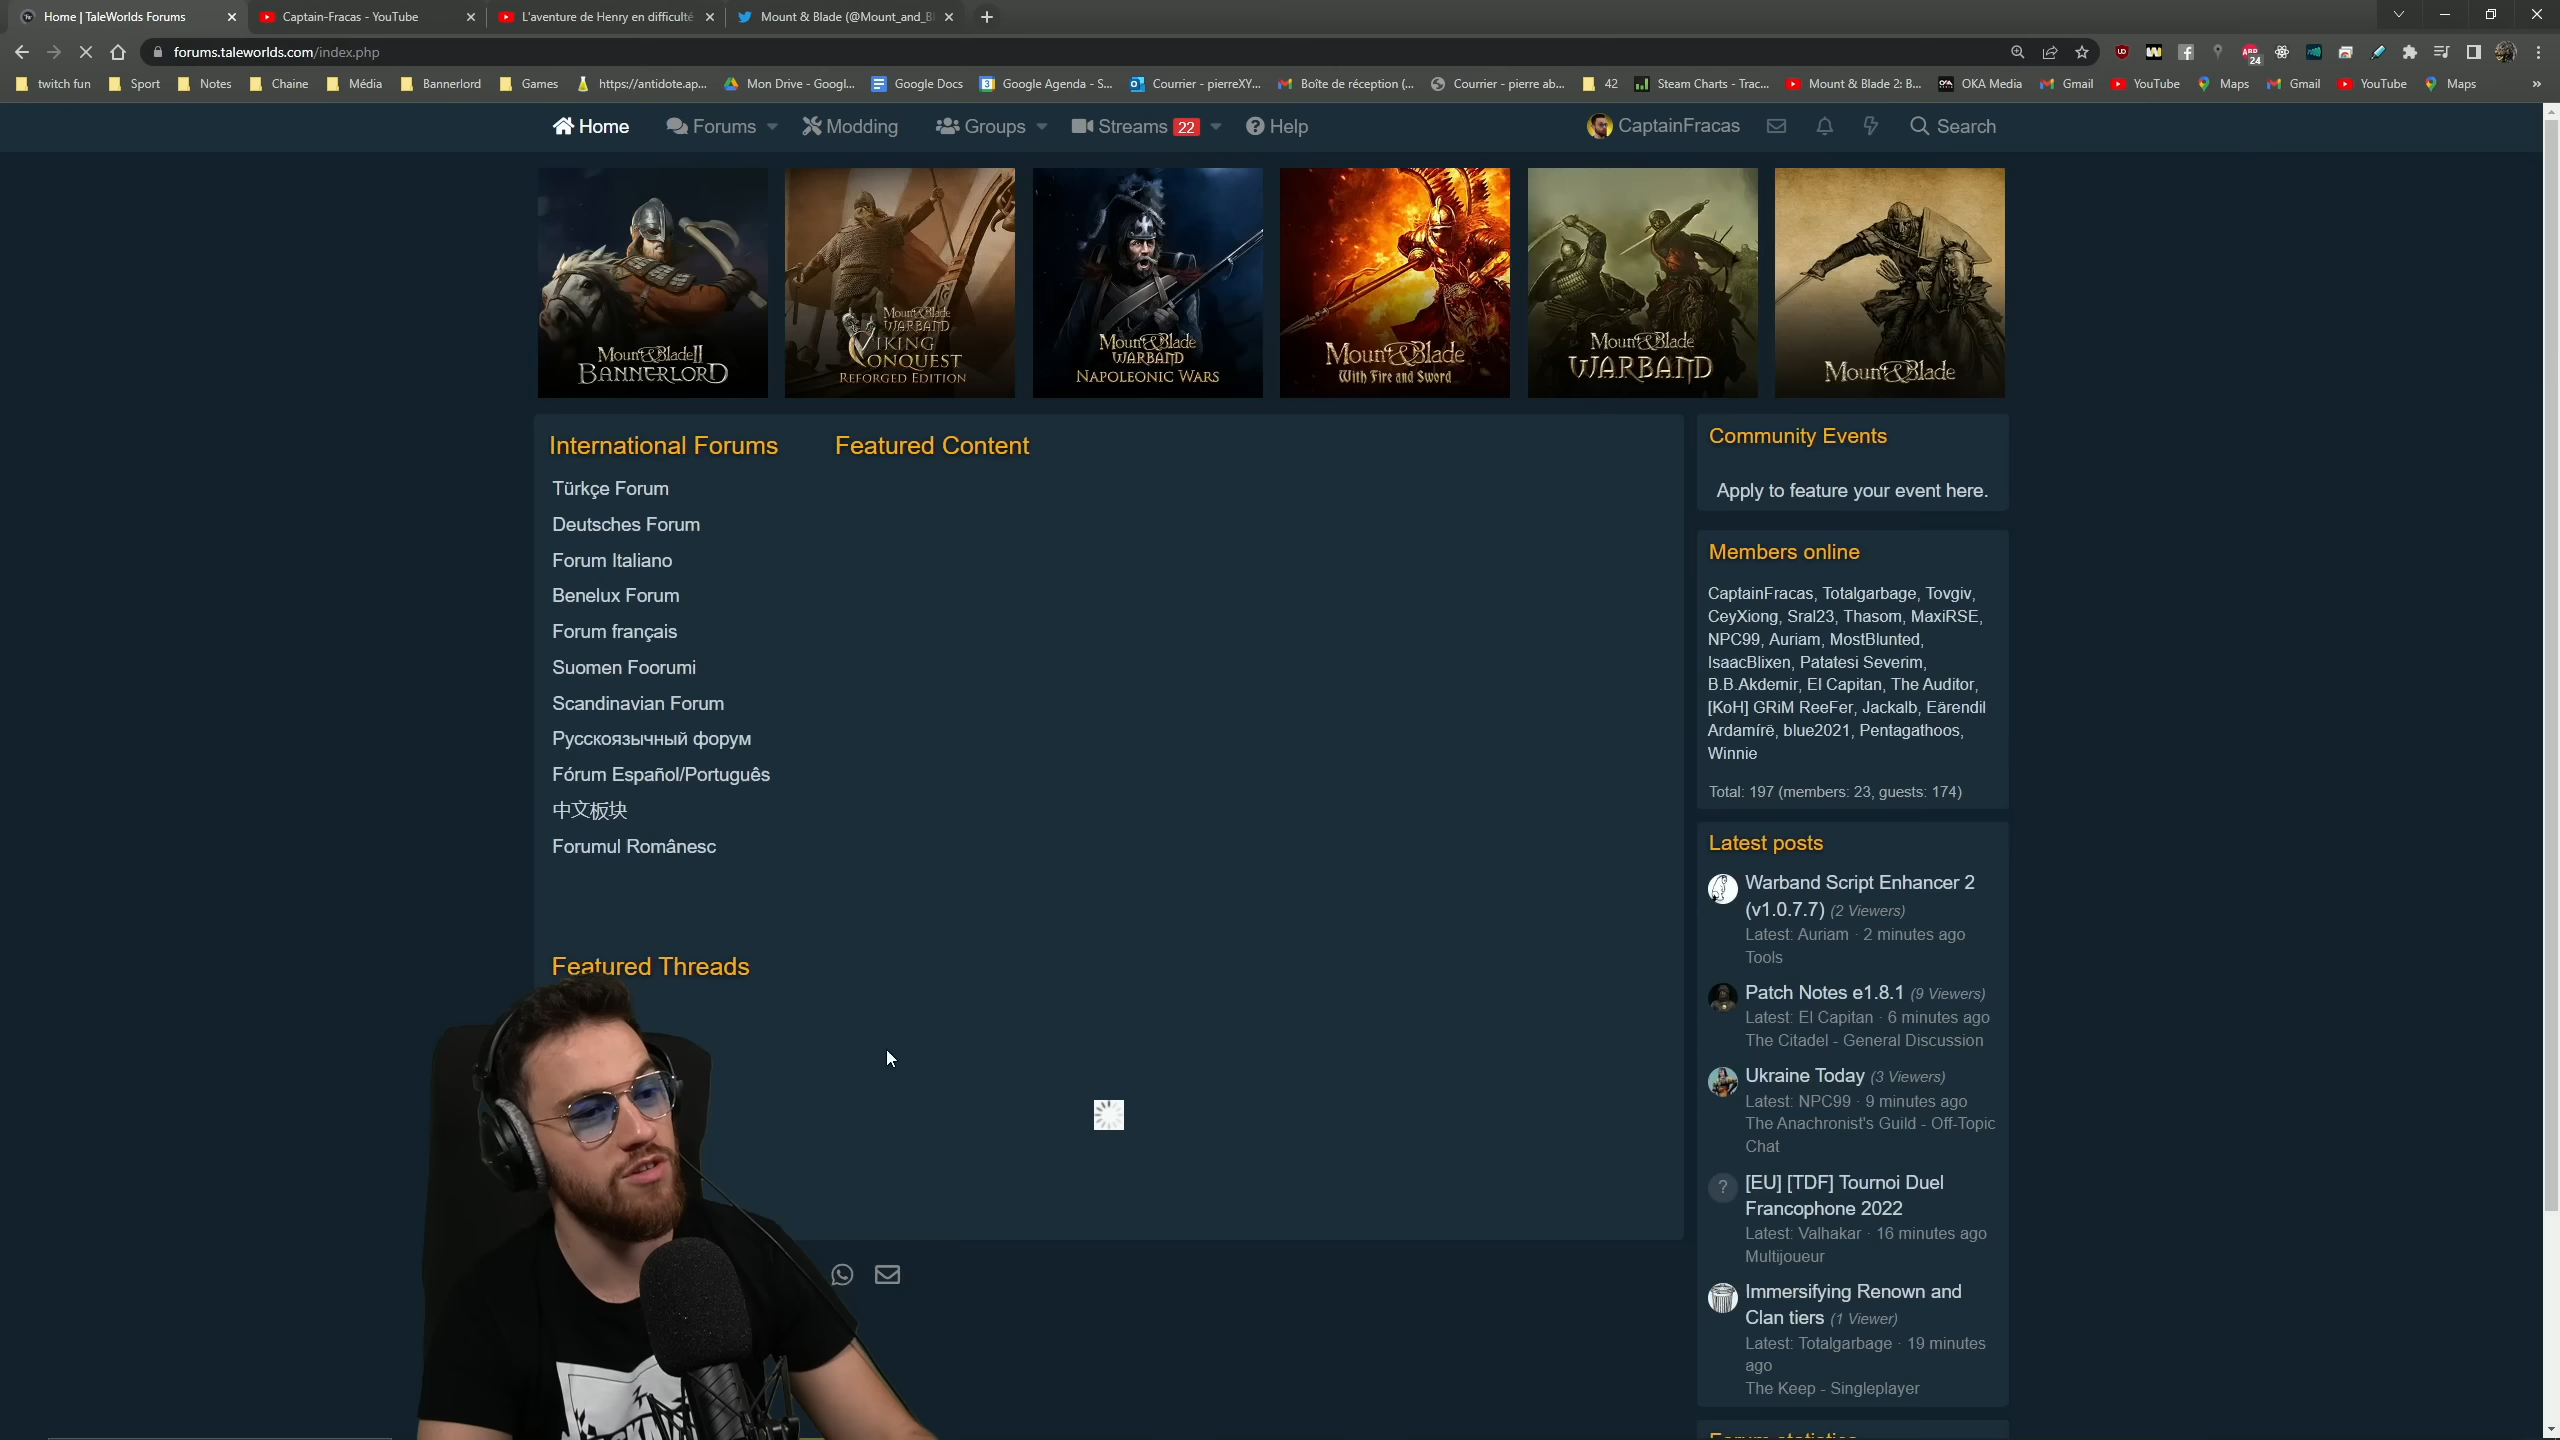 Home | TaleWorlds Forums
Captain-Fracas - YouTube
L'aventure de Henry en difficulté
Mount & Blade (@Mount_and_Bl
forums.taleworlds.com/index.php
24
twitch fun
Sport
Notes
Chaine
Média
Bannerlord
Games
https://antidote.ap...
Mon Drive - Googl...
Google Docs
Google Agenda - S...
Courrier - pierreXY...
Boîte de réception (...
Courrier - pierre ab...
42
Steam Charts - Trac...
Mount & Blade 2: B...
OKA Media
Gmail
YouTube
Maps
Gmail
YouTube
Maps
Home
Forums
Modding
Groups
Streams 22
Help
CaptainFracas
Search
Mount&Blade II
BANNERLORD
Mount&Blade
WARBAND
VIKING
CONQUEST
REFORGED EDITION
Mount&Blade
WARBAND
NAPOLEONIC WARS
Mount&Blade
With Fire and Sword
Mount&Blade
WARBAND
Mount&Blade
International Forums
Türkçe Forum
Deutsches Forum
Forum Italiano
Benelux Forum
Forum français
Suomen Foorumi
Scandinavian Forum
Русскоязычный форум
Fórum Español/Português
中文板块
Forumul Românesc
Featured Content
Featured Threads
Community Events
Apply to feature your event here.
Members online
CaptainFracas, Totalgarbage, Tovgiv,
CeyXiong, Sral23, Thasom, MaxiRSE,
NPC99, Auriam, MostBlunted,
IsaacBlixen, Patatesi Severim,
B.B.Akdemir, El Capitan, The Auditor,
[KoH] GRiM ReeFer, Jackalb, Eärendil
Ardamírë, blue2021, Pentagathoos,
Winnie
Total: 197 (members: 23, guests: 174)
Latest posts
Warband Script Enhancer 2
(v1.0.7.7) (2 Viewers)
Latest: Auriam · 2 minutes ago
Tools
Patch Notes e1.8.1 (9 Viewers)
Latest: El Capitan · 6 minutes ago
The Citadel - General Discussion
Ukraine Today (3 Viewers)
Latest: NPC99 · 9 minutes ago
The Anachronist's Guild - Off-Topic
Chat
[EU] [TDF] Tournoi Duel
Francophone 2022
Latest: Valhakar · 16 minutes ago
Multijoueur
Immersifying Renown and
Clan tiers (1 Viewer)
Latest: Totalgarbage · 19 minutes
ago
The Keep - Singleplayer
Forum statistics